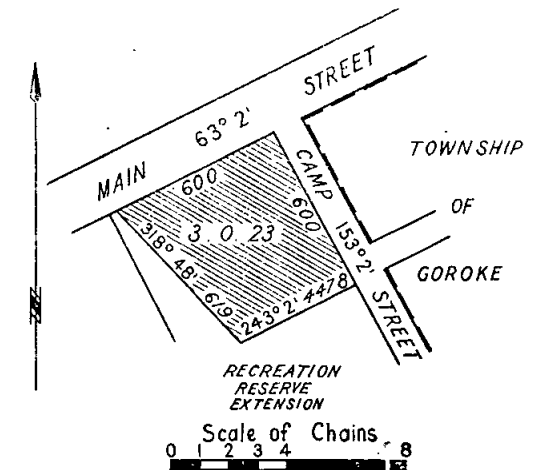 MAIN STREET
63° 2'
600
CAMP STREET
153° 2'
600
3 . 0 . 23
318° 48' 619
243° 2' 4478
TOWNSHIP
OF
GOROKE
RECREATION
RESERVE
EXTENSION
Scale of Chains
0 1 2 3 4 8